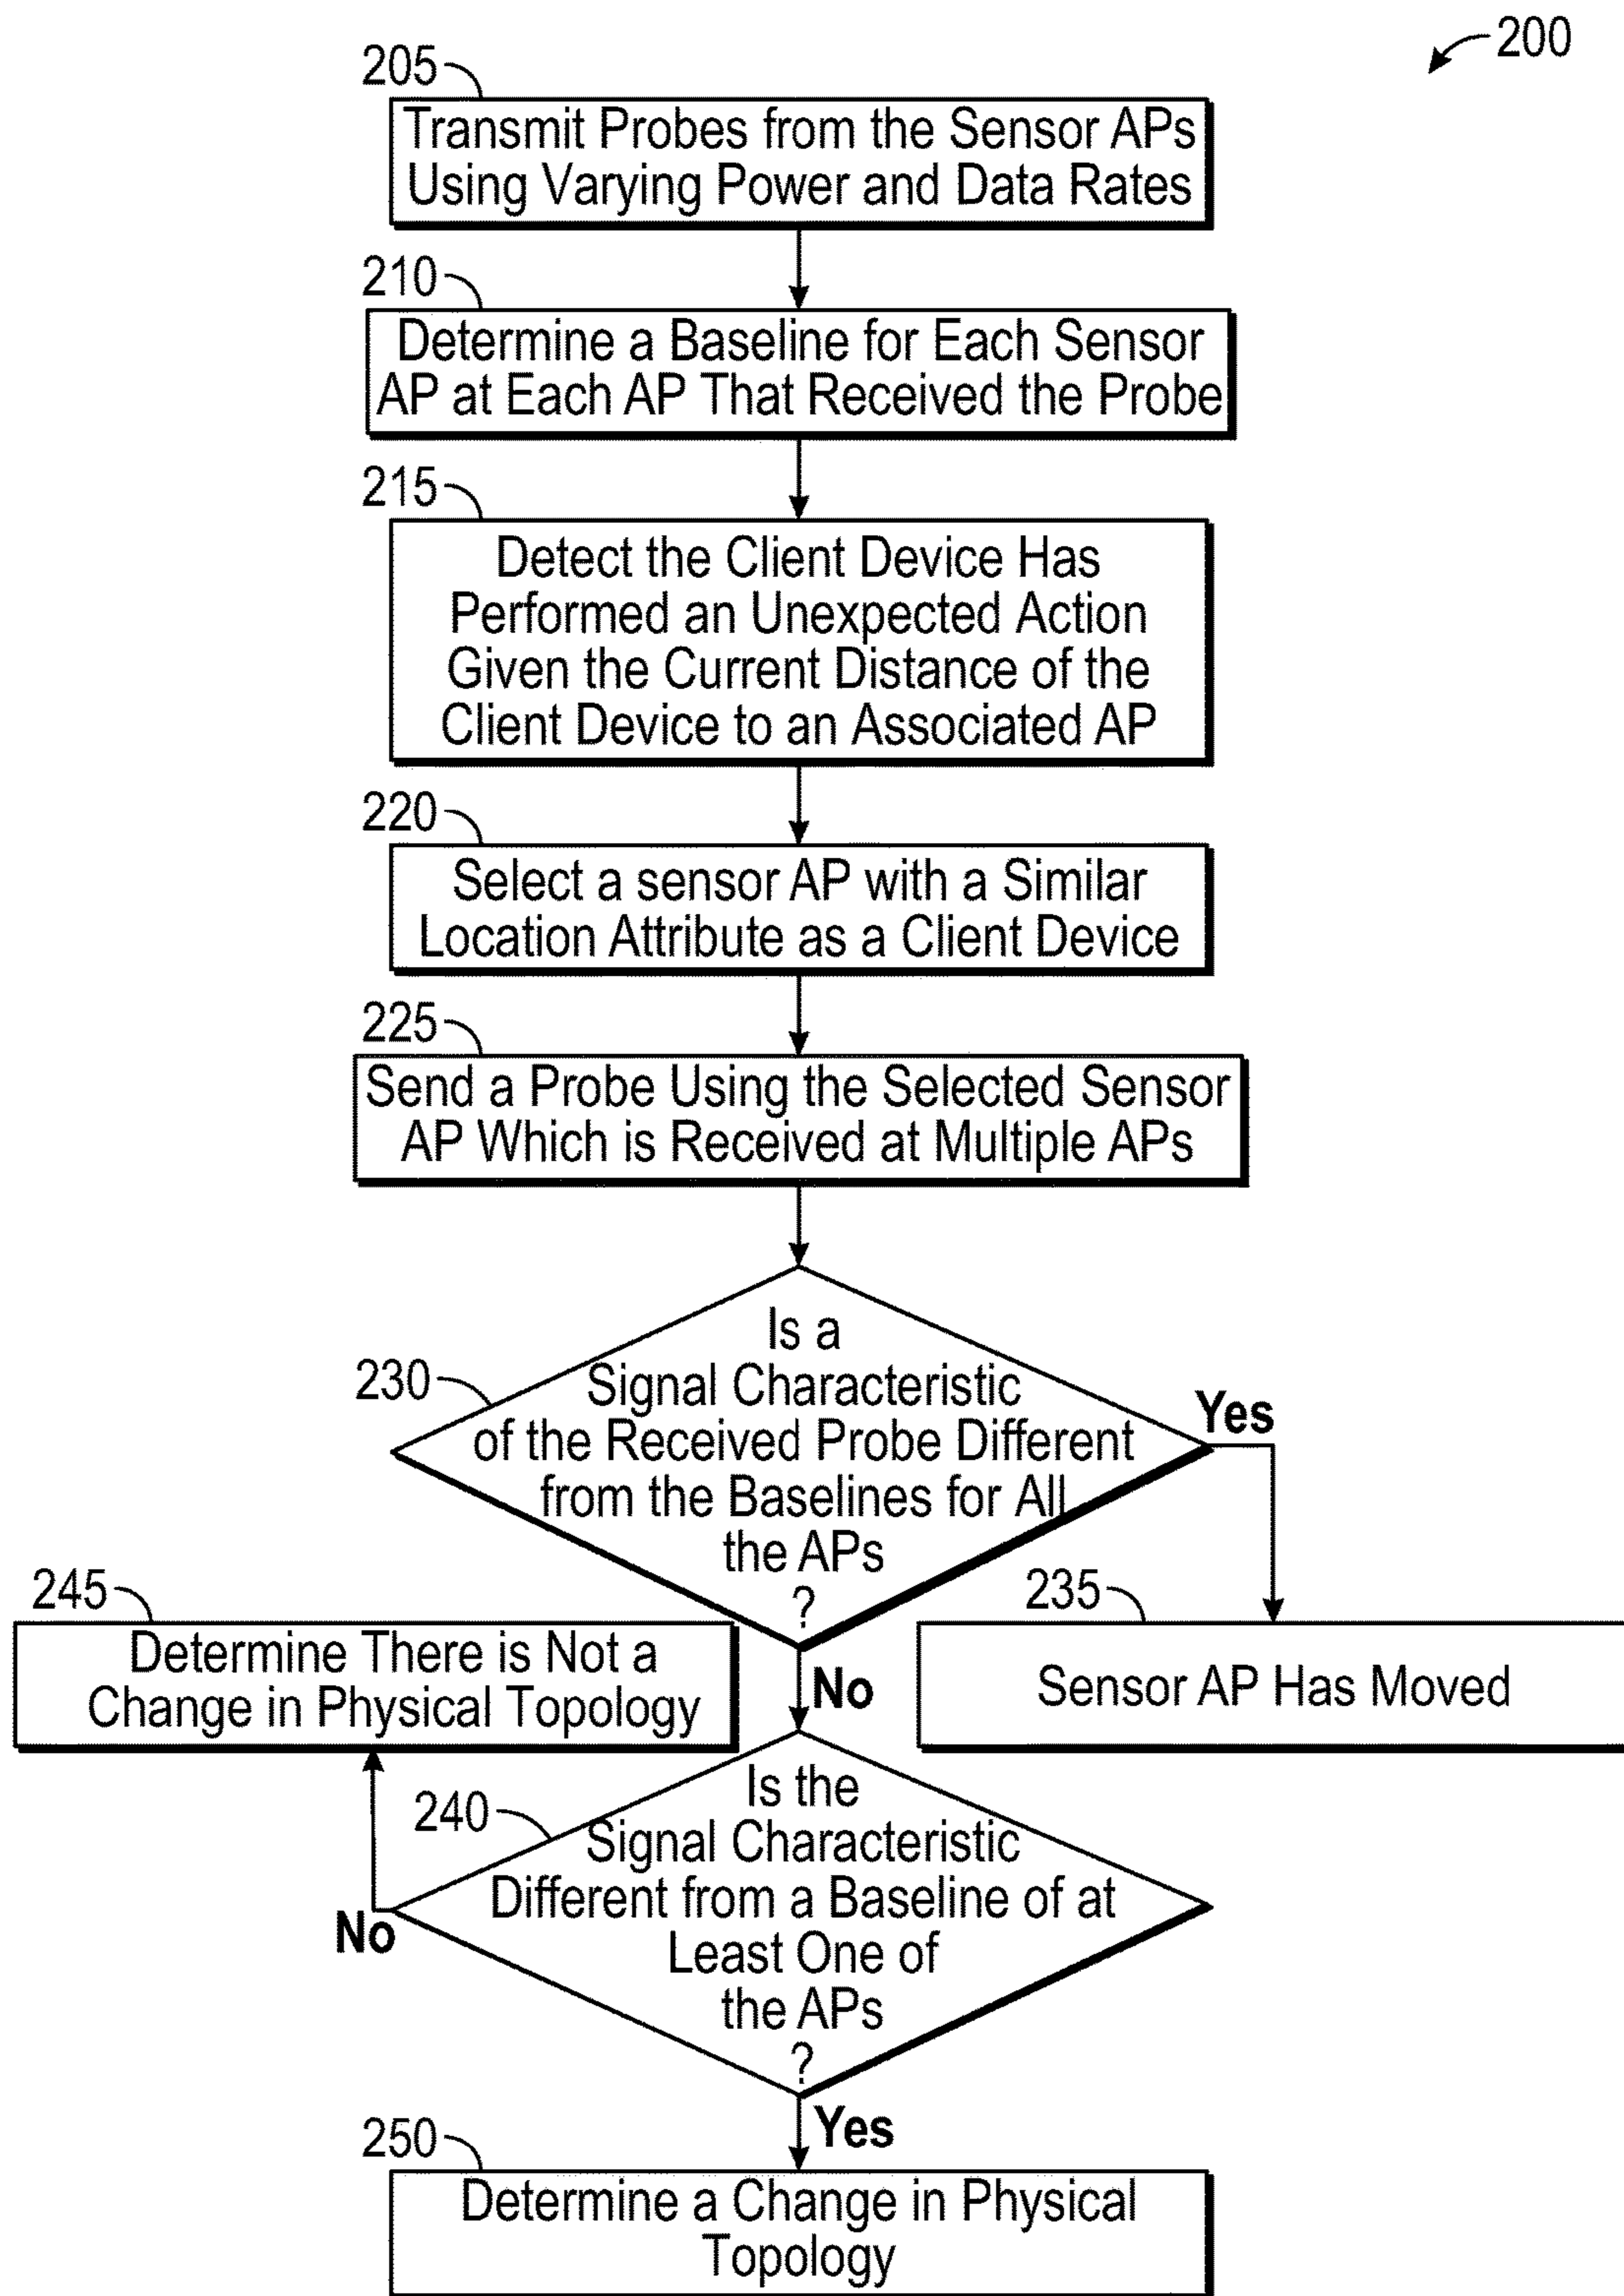 200
205
Transmit Probes from the Sensor APs
Using Varying Power and Data Rates
210
Determine a Baseline for Each Sensor
AP at Each AP That Received the Probe
215
Detect the Client Device Has
Performed an Unexpected Action
Given the Current Distance of the
Client Device to an Associated AP
220
Select a sensor AP with a Similar
Location Attribute as a Client Device
225
Send a Probe Using the Selected Sensor
AP Which is Received at Multiple APs
230
Is a
Signal Characteristic
of the Received Probe Different
from the Baselines for All
the APs
?
Yes
235
Sensor AP Has Moved
No
245
Determine There is Not a
Change in Physical Topology
240
Is the
Signal Characteristic
Different from a Baseline of at
Least One of
the APs
?
No
Yes
250
Determine a Change in Physical
Topology